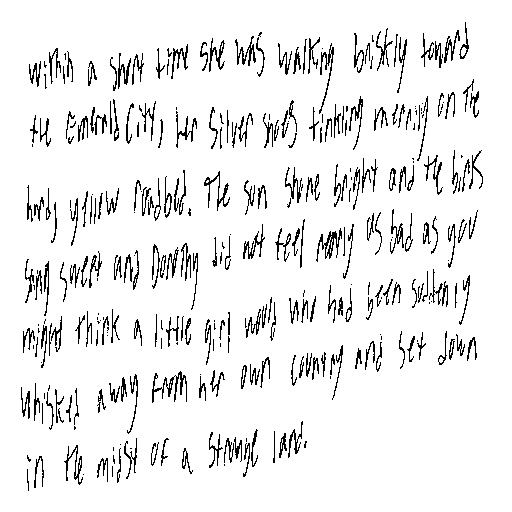 within a short time she was walking briskly toward
the Emerald City, her silver shoes tinkling merrily on the
hard, yellow roadbed. The sun shone bright and the birds
sang sweet and Dorothy did not feel nearly as bad as you
might think a little girl would who had been suddenly
whisked away from her own country and set down
in the midst of a strange land.